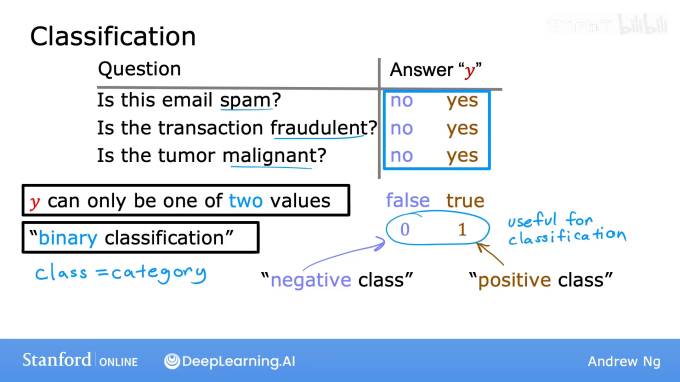 Classification
Question Answer "y"
Is this email spam? no yes
Is the transaction fraudulent? no yes
Is the tumor malignant? no yes
y can only be one of two values
false true
"binary classification"
0 1
useful for
classification
class = category
"negative class" "positive class"
Stanford ONLINE DeepLearning.AI Andrew Ng
bilibili